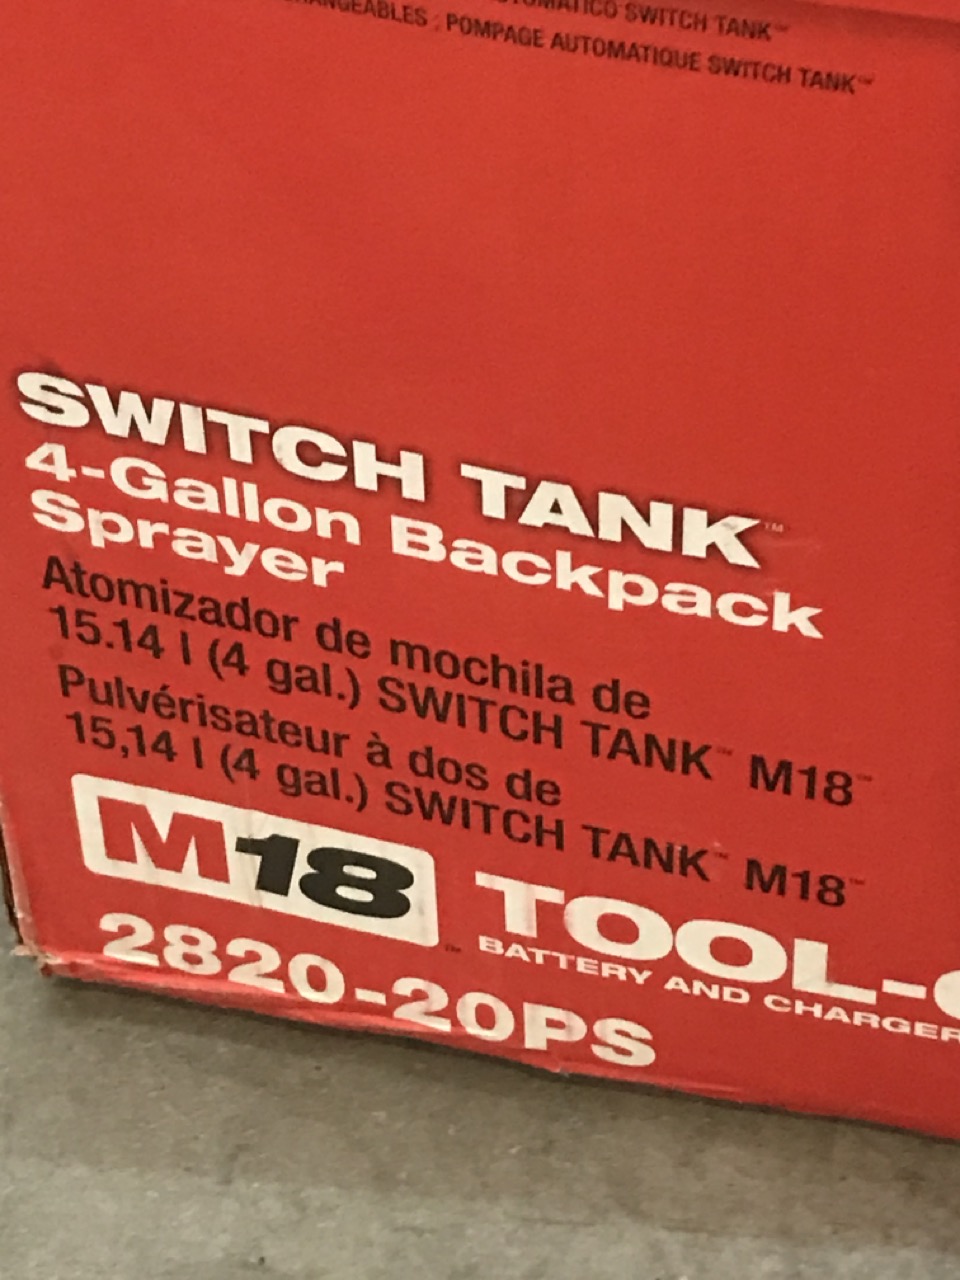 SWITCH TANK™
POMPAGE AUTOMATIQUE SWITCH TANK™
SWITCH TANK™
4-Gallon Backpack
Sprayer
Atomizador de mochila de
15.14 l (4 gal.) SWITCH TANK™ M18™
Pulvérisateur à dos de
15,14 l (4 gal.) SWITCH TANK™ M18™
M18™ TOOL-
BATTERY AND CHARGER
2820-20PS